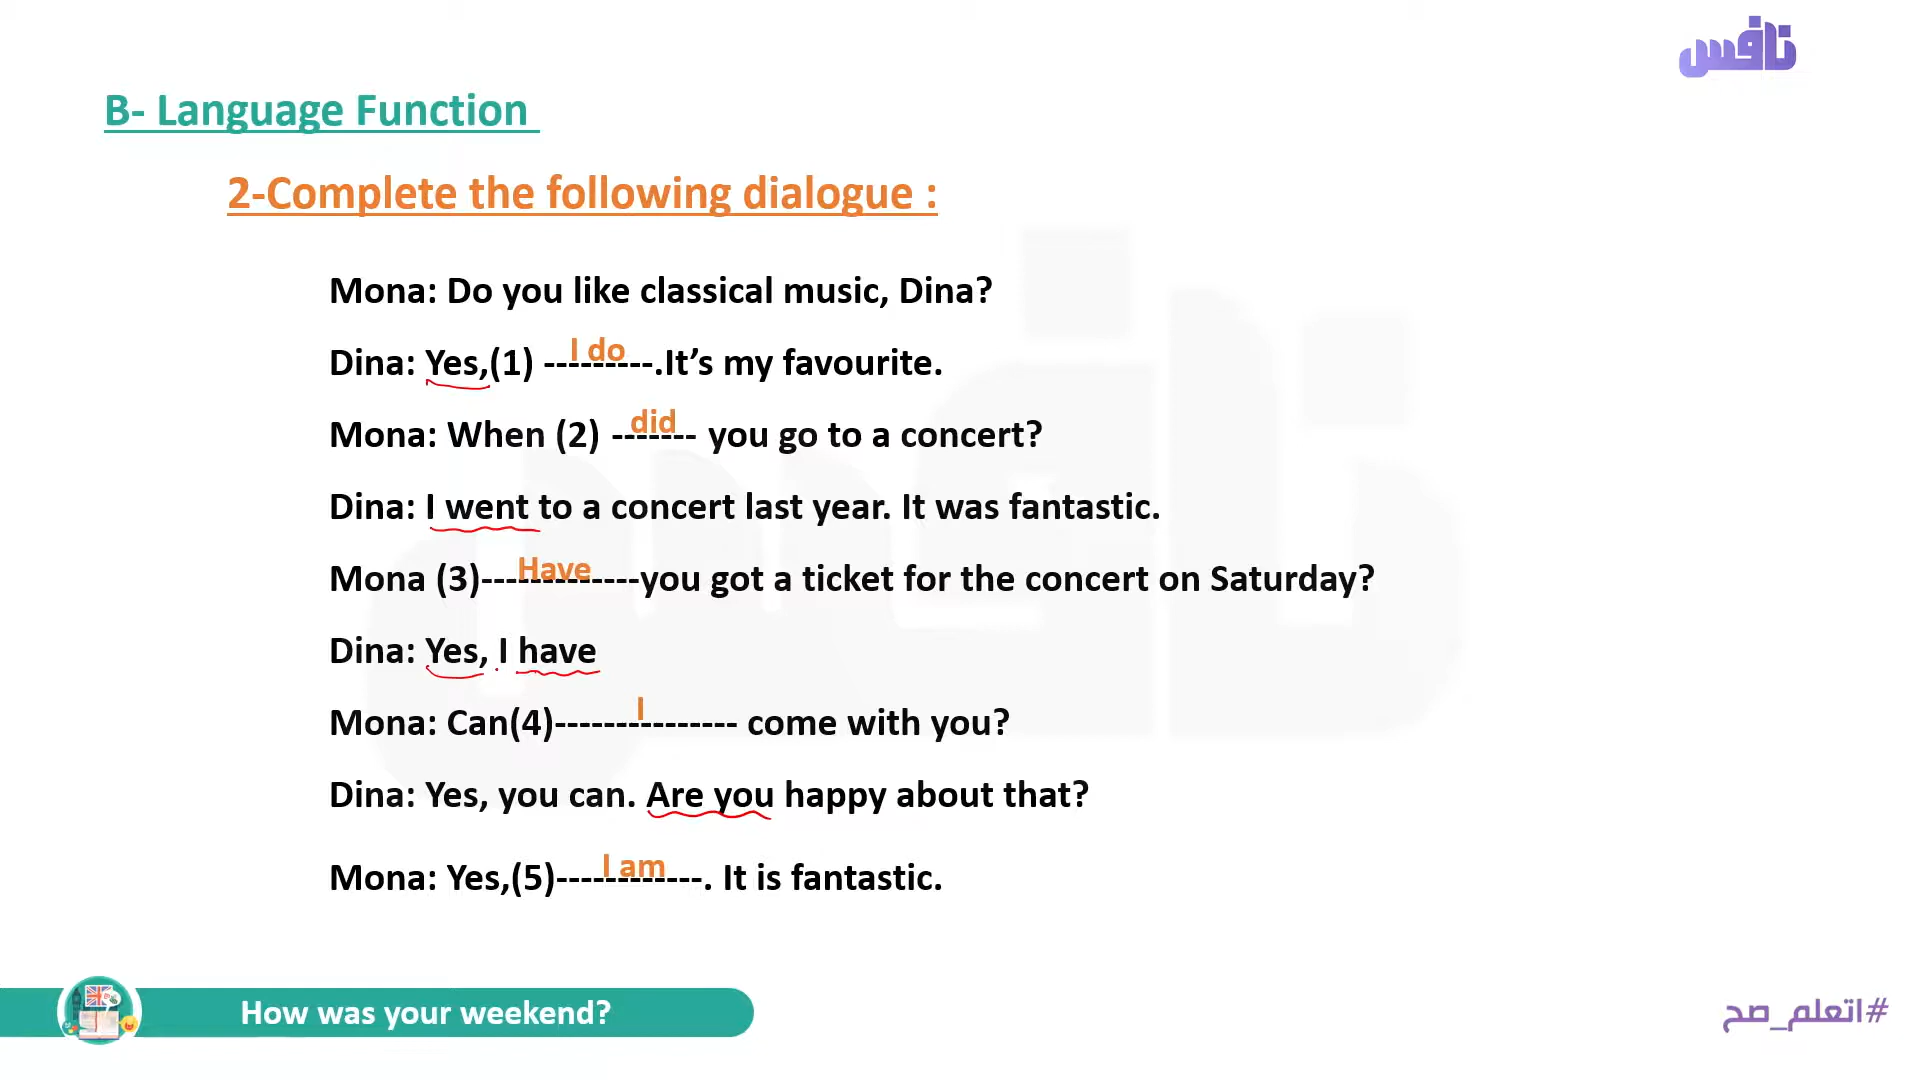 نافس
B- Language Function
2-Complete the following dialogue :
Mona: Do you like classical music, Dina?
Dina: Yes,(1) ---I do---.It’s my favourite.
Mona: When (2) --did-- you go to a concert?
Dina: I went to a concert last year. It was fantastic.
Mona (3)---Have----you got a ticket for the concert on Saturday?
Dina: Yes, I have
Mona: Can(4)-------I-------- come with you?
Dina: Yes, you can. Are you happy about that?
Mona: Yes,(5)----I am---. It is fantastic.
How was your weekend?
#اتعلم_صح